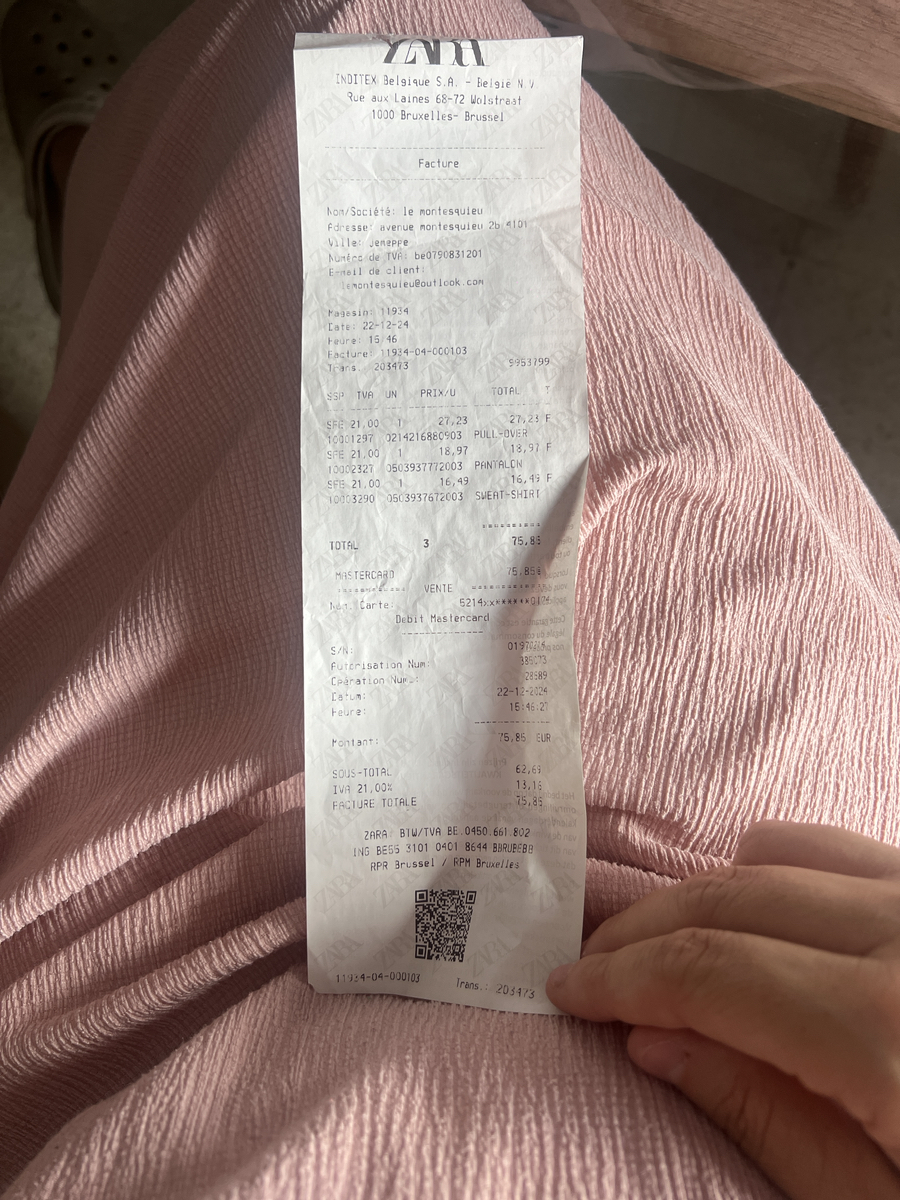 ZARA
INDITEX Belgique S.A. - België N.V
Rue aux Laines 68-72 Wolstraat
1000 Bruxelles- Brussel
Facture
Nom/Société: le montesquieu
Adresse: avenue montesquieu 2b 4101
Ville: jemeppe
Numéro de TVA: be0790831201
E-mail de client:
lemontesquieu@outlook.com
Magasin: 11934
Date: 22-12-24
Heure: 15 46
Facture: 11934-04-000103
Trans. 203473 9953799
SSP TVA UN PRIX/U TOTAL T
SFE 21,00 1 27,23 27,23 F
10001297 0214216880903 PULL-OVER
SFE 21,00 1 18,97 18,97 F
10002327 0503937772003 PANTALON
SFE 21,00 1 16,49 16,49 F
10003290 0503937672003 SWEAT-SHIRT
==========
TOTAL 3 75,85
MASTERCARD 75,85
============ VENTE ============
Num. Carte: 5214xx******
Debit Mastercard
S/N:
Autorisation Num:
Operation Num.: 28589
Datum: 22-12-2024
Heure: 15:46:27
Montant: 75,85 EUR
SOUS-TOTAL 62,69
IVA 21,00% 13,16
FACTURE TOTALE 75,85
ZARA: BTW/TVA BE.0450.661.802
ING BE55 3101 0401 8644 BBRUBEBB
RPR Brussel / RPM Bruxelles
11934-04-000103 Trans.: 203473